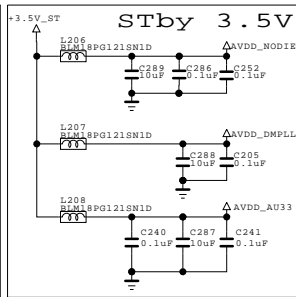 STby 3.5V
+3.5V_ST
L206
BLM18PG121SN1D
AVDD_NODIE
C289
10uF
C286
0.1uF
C252
0.1uF
L207
BLM18PG121SN1D
AVDD_DMPLL
C288
10uF
C205
0.1uF
L208
BLM18PG121SN1D
AVDD_AU33
C240
0.1uF
C287
10uF
C241
0.1uF